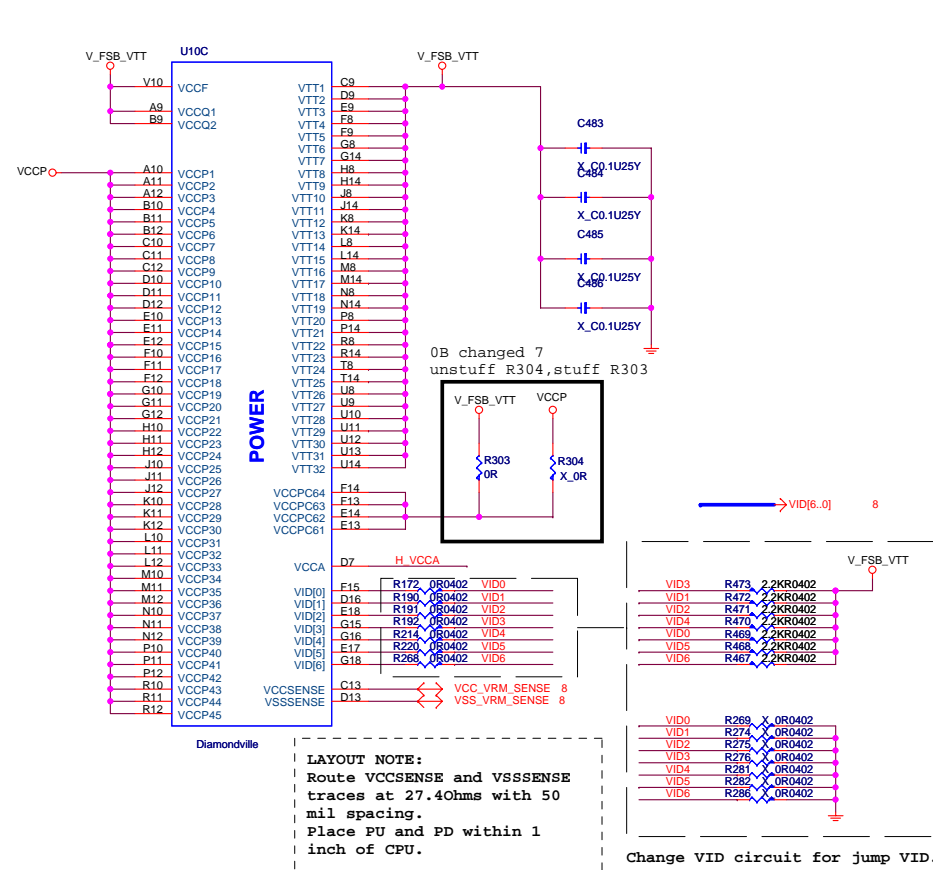 U10C
V_FSB_VTT
V_FSB_VTT
V10 VCCF
A9 VCCQ1
B9 VCCQ2
VCCP
A10 VCCP1
A11 VCCP2
A12 VCCP3
B10 VCCP4
B11 VCCP5
B12 VCCP6
C10 VCCP7
C11 VCCP8
C12 VCCP9
D10 VCCP10
D11 VCCP11
D12 VCCP12
E10 VCCP13
E11 VCCP14
E12 VCCP15
F10 VCCP16
F11 VCCP17
F12 VCCP18
G10 VCCP19
G11 VCCP20
G12 VCCP21
H10 VCCP22
H11 VCCP23
H12 VCCP24
J10 VCCP25
J11 VCCP26
J12 VCCP27
K10 VCCP28
K11 VCCP29
K12 VCCP30
L10 VCCP31
L11 VCCP32
L12 VCCP33
M10 VCCP34
M11 VCCP35
M12 VCCP36
N10 VCCP37
N11 VCCP38
N12 VCCP39
P10 VCCP40
P11 VCCP41
P12 VCCP42
R10 VCCP43
R11 VCCP44
R12 VCCP45
POWER
VTT1 C9
VTT2 D9
VTT3 E9
VTT4 F8
VTT5 F9
VTT6 G8
VTT7 G14
VTT8 H8
VTT9 H14
VTT10 J8
VTT11 J14
VTT12 K8
VTT13 K14
VTT14 L8
VTT15 L14
VTT16 M8
VTT17 M14
VTT18 N8
VTT19 N14
VTT20 P8
VTT21 P14
VTT22 R8
VTT23 R14
VTT24 T8
VTT25 T14
VTT26 U8
VTT27 U9
VTT28 U10
VTT29 U11
VTT30 U12
VTT31 U13
VTT32 U14
VCCPC64 F14
VCCPC63 F13
VCCPC62 E14
VCCPC61 E13
VCCA D7 H_VCCA
VID[0] F15 R172 0R0402 VID0
VID[1] D16 R190 0R0402 VID1
VID[2] E18 R191 0R0402 VID2
VID[3] G15 R192 0R0402 VID3
VID[4] G16 R214 0R0402 VID4
VID[5] E17 R220 0R0402 VID5
VID[6] G18 R268 0R0402 VID6
VCCSENSE C13 VCC_VRM_SENSE 8
VSSSENSE D13 VSS_VRM_SENSE 8
Diamondville
C483
X_C0.1U25Y
C484
X_C0.1U25Y
C485
X_C0.1U25Y
C486
X_C0.1U25Y
0B changed 7
unstuff R304,stuff R303
V_FSB_VTT VCCP
R303 R304
0R X_0R
VID[6..0] 8
V_FSB_VTT
VID3 R473 2.2KR0402
VID1 R472 2.2KR0402
VID2 R471 2.2KR0402
VID4 R470 2.2KR0402
VID0 R469 2.2KR0402
VID5 R468 2.2KR0402
VID6 R467 2.2KR0402
VID0 R269 X_0R0402
VID1 R274 X_0R0402
VID2 R275 X_0R0402
VID3 R276 X_0R0402
VID4 R281 X_0R0402
VID5 R282 X_0R0402
VID6 R286 X_0R0402
LAYOUT NOTE:
Route VCCSENSE and VSSSENSE
traces at 27.4Ohms with 50
mil spacing.
Place PU and PD within 1
inch of CPU.
Change VID circuit for jump VID.